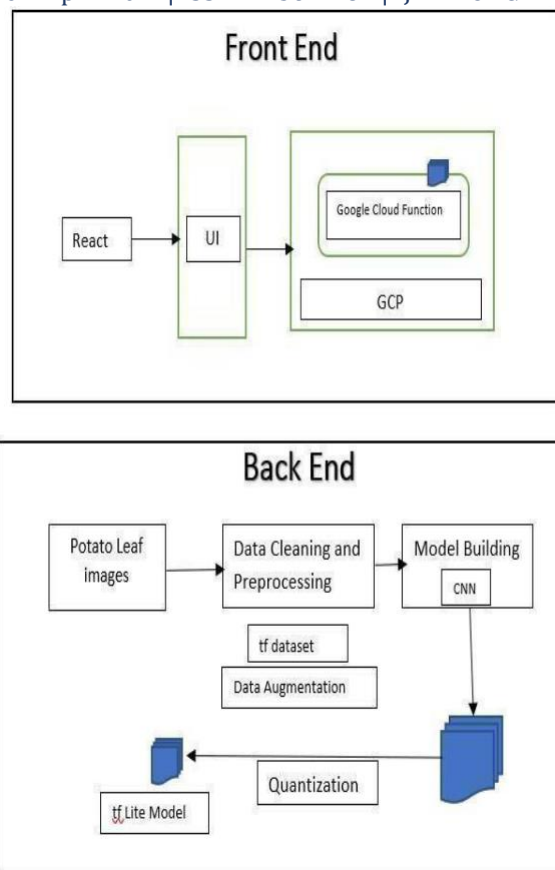 Front End
React
UI
Google Cloud Function
GCP
Back End
Potato Leaf
images
Data Cleaning and
Preprocessing
Model Building
CNN
tf dataset
Data Augmentation
Quantization
tf Lite Model